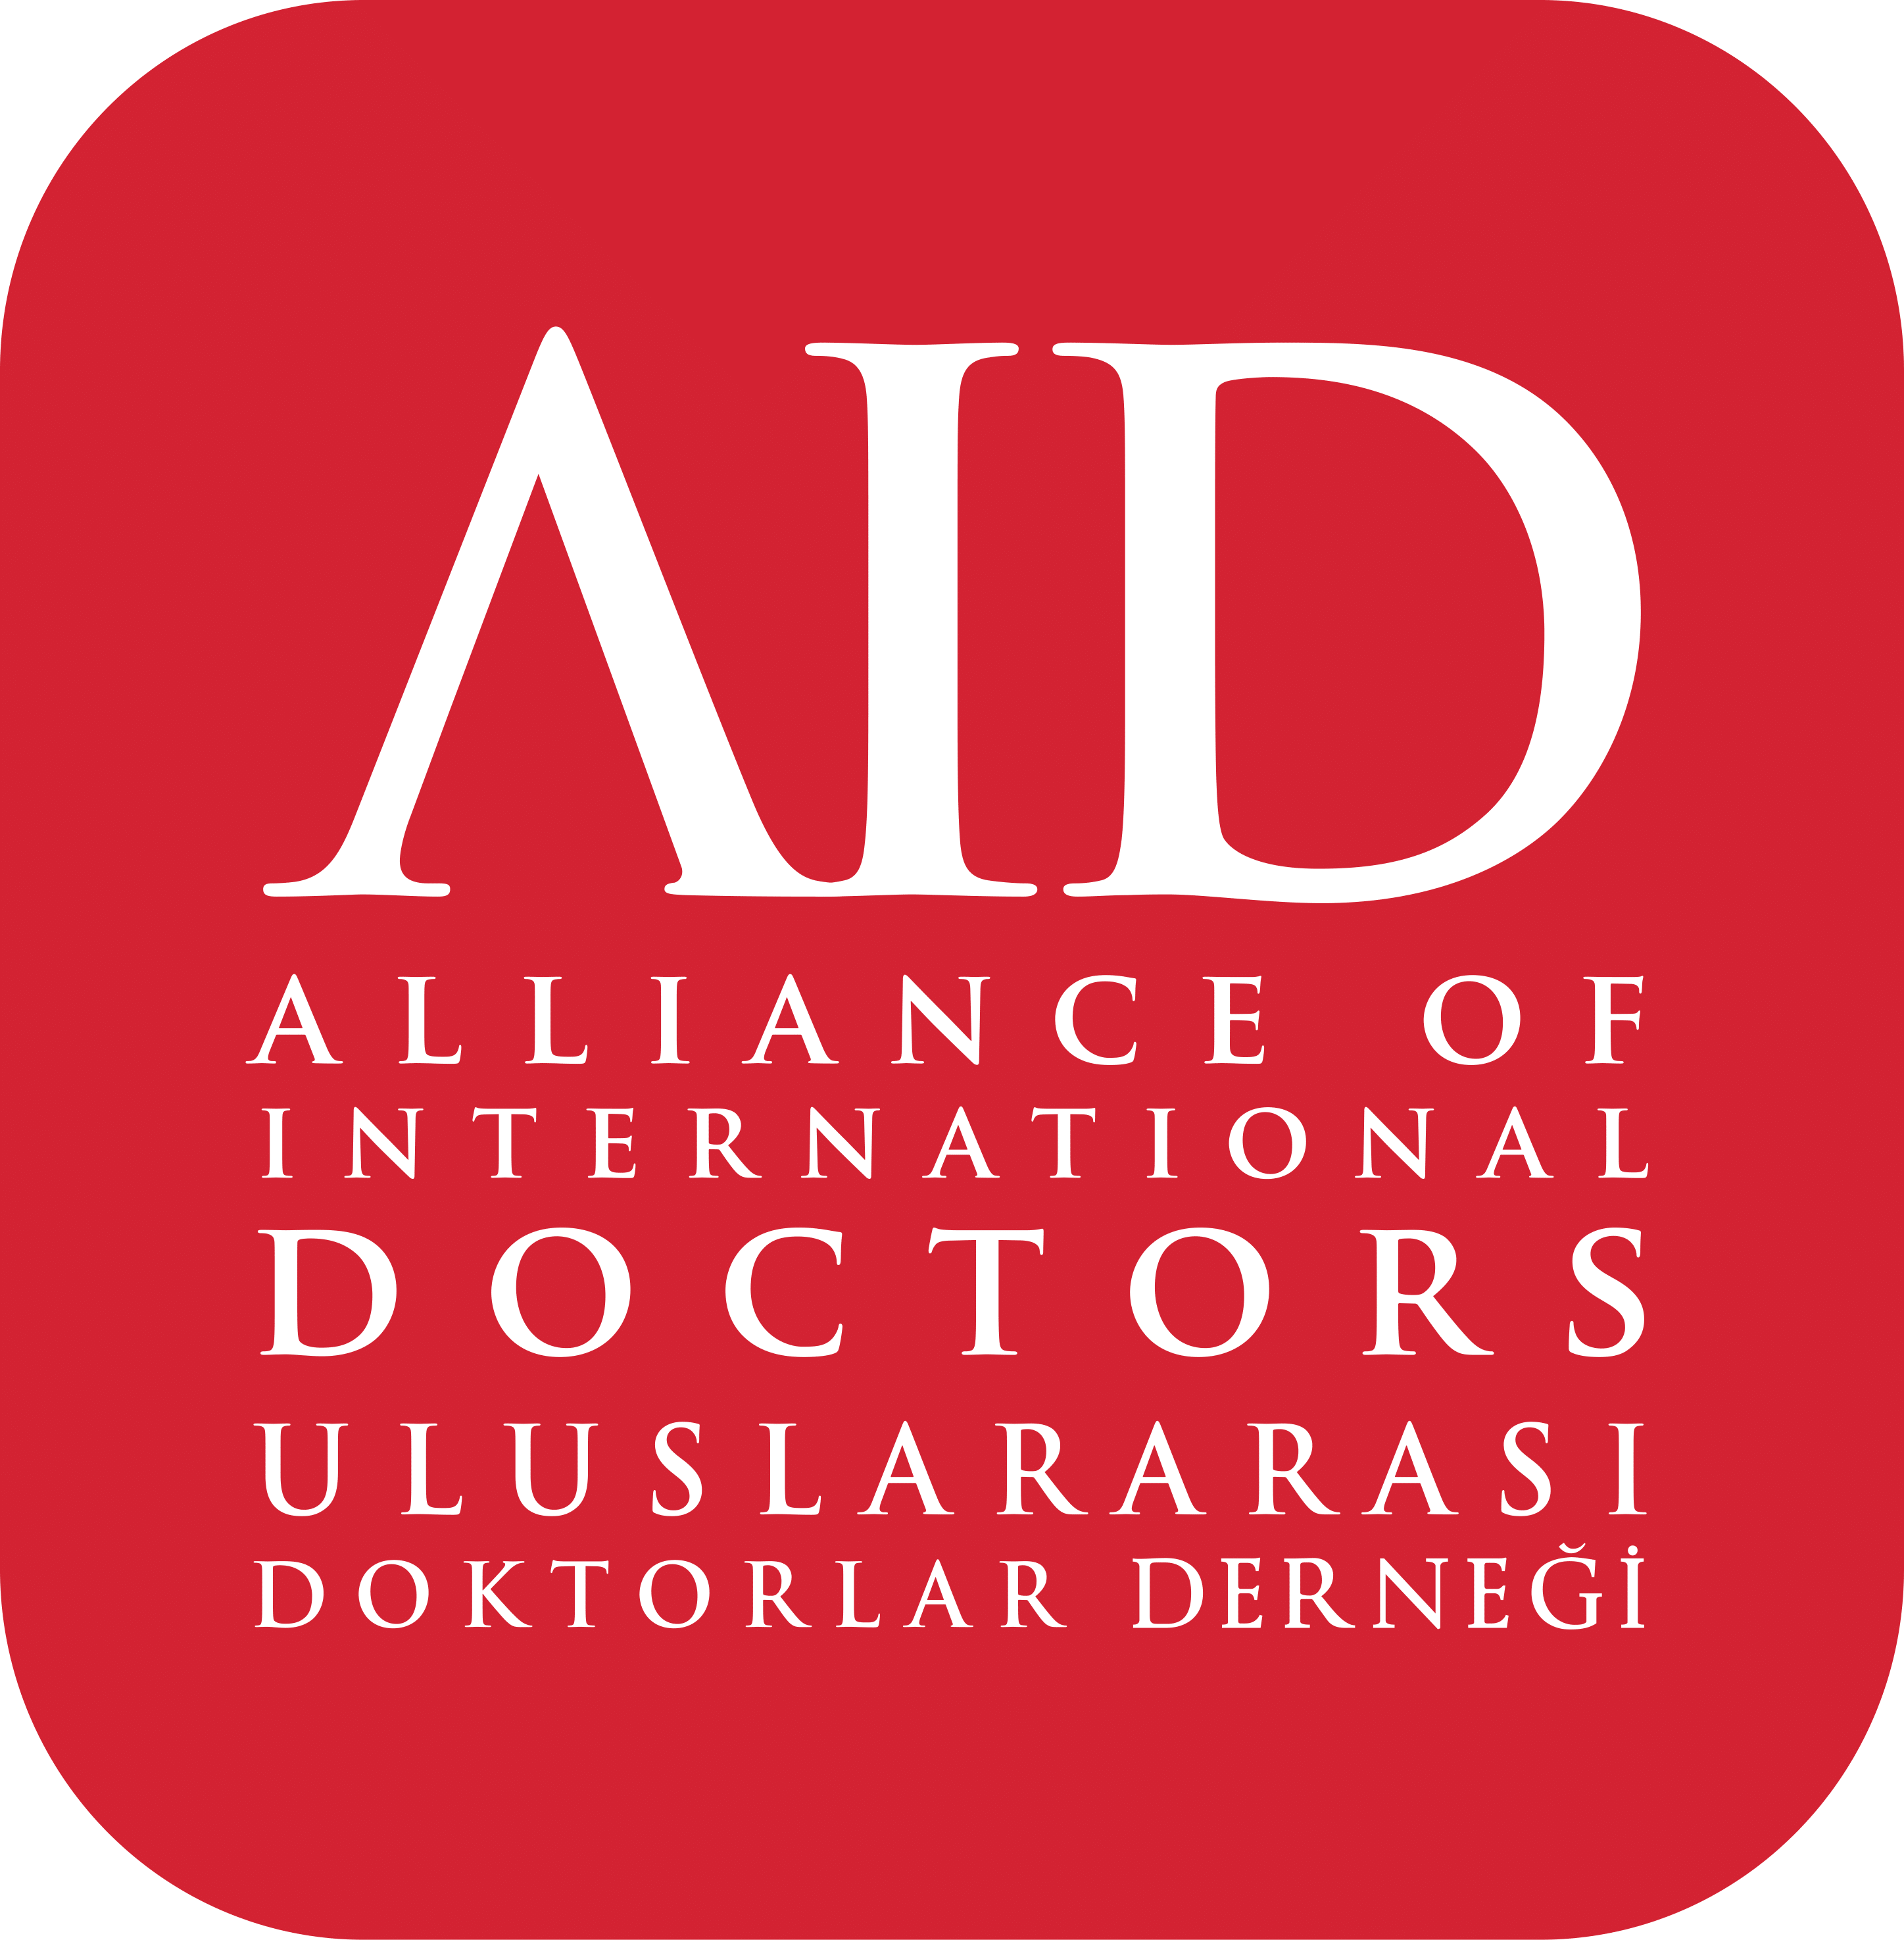 AID
ALLIANCE OF
INTERNATIONAL
DOCTORS
ULUSLARARASI
DOKTORLAR DERNEĞİ